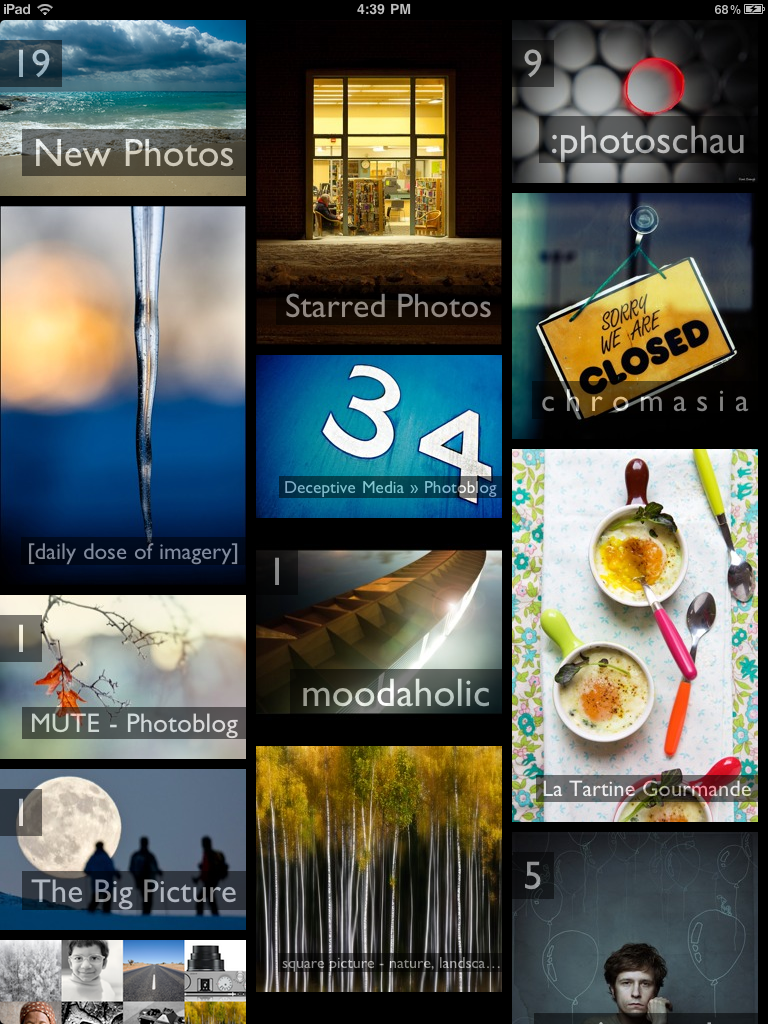 iPad 4:39 PM 68%
19
New Photos
Starred Photos
9
:photoschau
[daily dose of imagery]
3
4
Deceptive Media » Photoblog
SORRY
WE ARE
CLOSED
chromasia
1
MUTE - Photoblog
1
moodaholic
La Tartine Gourmande
1
The Big Picture
square picture - nature, landsca...
5